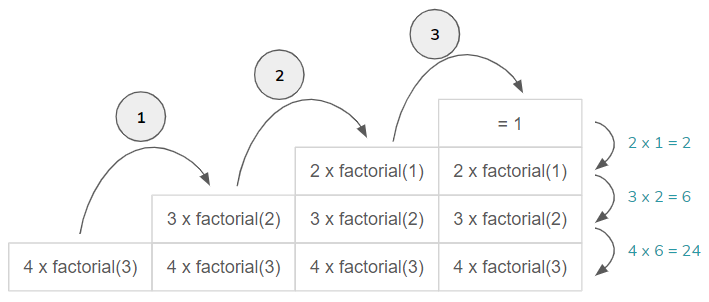 3
2
1
= 1
2 x 1 = 2
2 x factorial(1) 2 x factorial(1)
3 x 2 = 6
3 x factorial(2) 3 x factorial(2) 3 x factorial(2)
4 x 6 = 24
4 x factorial(3) 4 x factorial(3) 4 x factorial(3) 4 x factorial(3)